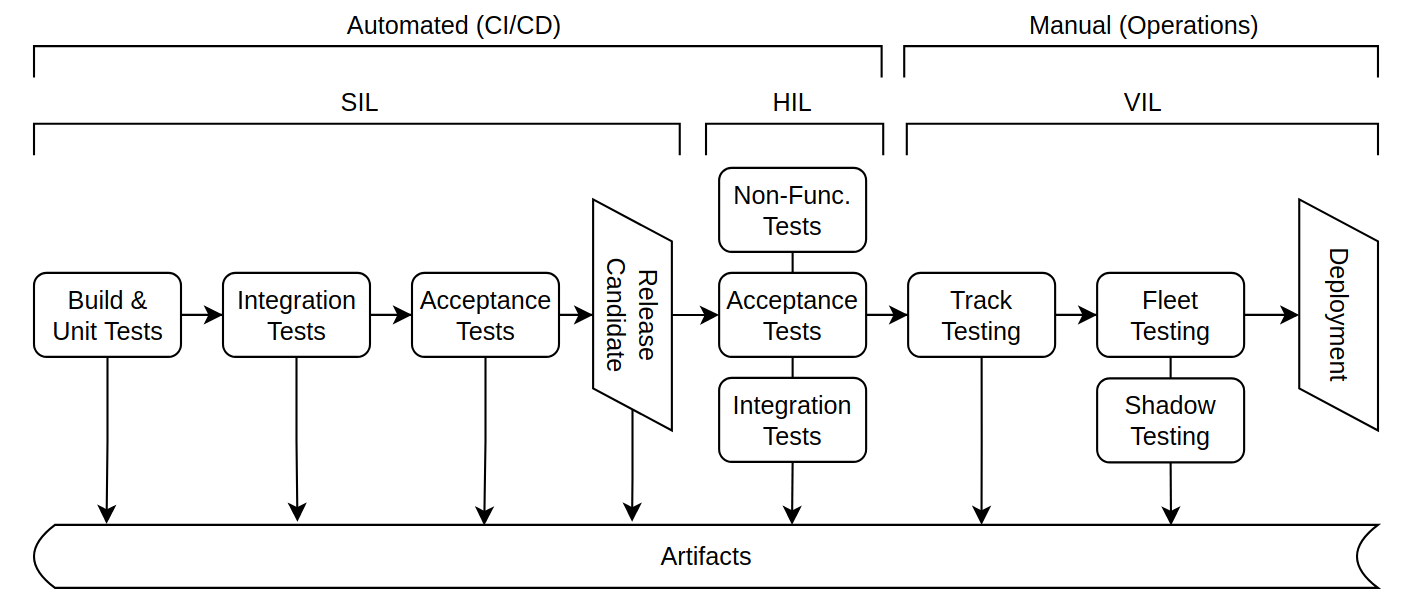 Automated (CI/CD)
Manual (Operations)
SIL
HIL
VIL
Non-Func.
Tests
Build &
Unit Tests
Integration
Tests
Acceptance
Tests
Release
Candidate
Acceptance
Tests
Integration
Tests
Track
Testing
Fleet
Testing
Shadow
Testing
Deployment
Artifacts